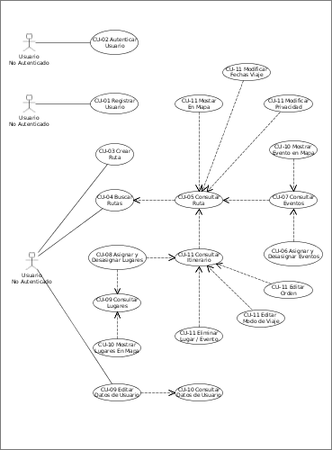 CU-02 Autenticar
Usuario
Usuario
No Autenticado
CU-11 Modificar
Fechas Viaje
CU-01 Registrar
Usuario
CU-11 Mostar
En Mapa
CU-11 Modificar
Privacidad
Usuario
No Autenticado
CU-03 Crear
Ruta
CU-10 Mostrar
Evento en Mapa
CU-04 Buscar
Rutas
CU-05 Consultar
Ruta
CU-07 Consultar
Eventos
CU-08 Asignar y
Desasignar Lugares
CU-11 Consultar
Itinerario
CU-06 Asignar y
Desasignar Eventos
Usuario
No Autenticado
CU-09 Consultar
Lugares
CU-11 Editar
Orden
CU-11 Editar
Modo de Viaje
CU-10 Mostrar
Lugares En Mapa
CU-11 Eliminar
Lugar / Evento
CU-09 Editar
Datos de Usuario
CU-10 Consultar
Datos de Usuario